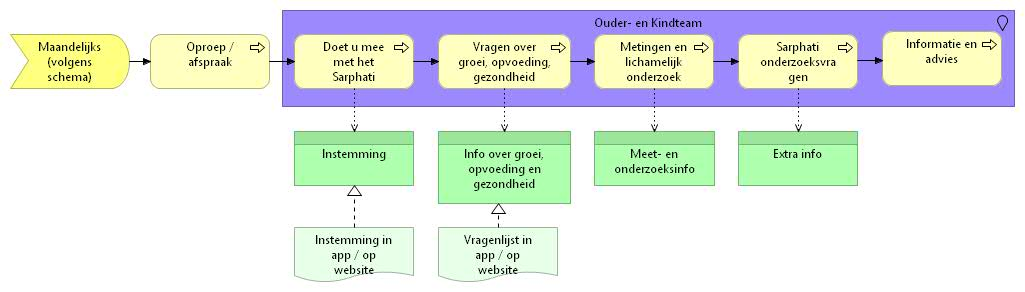 Ouder- en Kindteam
Maandelijks
(volgens
schema)
Oproep /
afspraak
Doet u mee
met het
Sarphati
Vragen over
groei, opvoeding,
gezondheid
Metingen en
lichamelijk
onderzoek
Sarphati
onderzoeksvra
gen
Informatie en
advies
Instemming
Info over groei,
opvoeding en
gezondheid
Meet- en
onderzoeksinfo
Extra info
Instemming in
app / op
website
Vragenlijst in
app / op
website